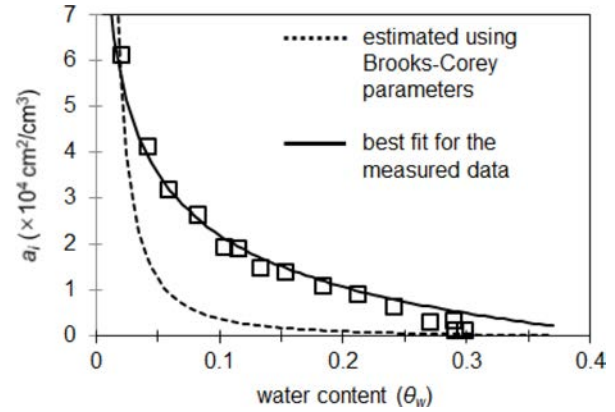 7
6
5
4
3
2
1
0
a_i (×10⁴ cm²/cm³)
estimated using
Brooks-Corey
parameters
best fit for the
measured data
0 0.1 0.2 0.3 0.4
water content (θ_w)